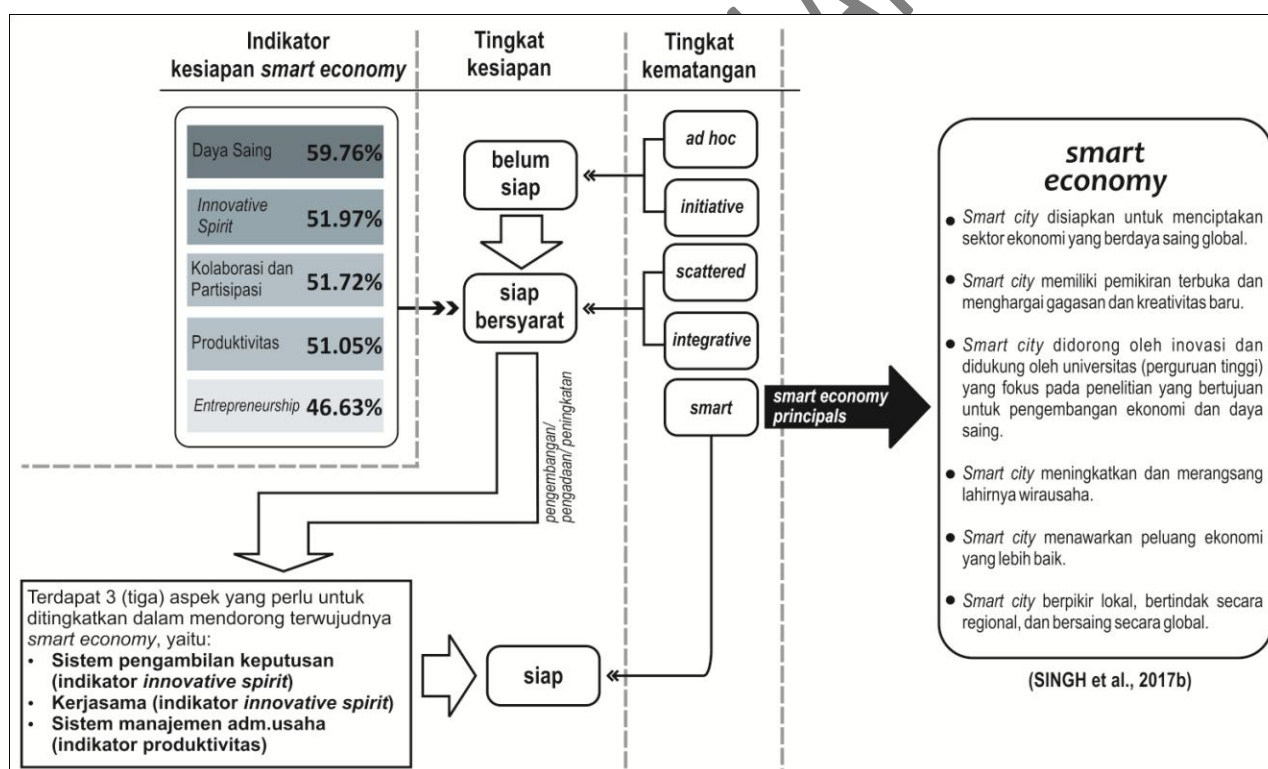 Indikator
kesiapan smart economy
Tingkat
kesiapan
Tingkat
kematangan
Daya Saing 59.76%
Innovative
Spirit 51.97%
Kolaborasi dan
Partisipasi 51.72%
Produktivitas 51.05%
Entrepreneurship 46.63%
belum
siap
siap
bersyarat
ad hoc
initiative
scattered
integrative
smart
smart economy
principals
pengembangan/
pengadaan/ peningkatan
Terdapat 3 (tiga) aspek yang perlu untuk
ditingkatkan dalam mendorong terwujudnya
smart economy, yaitu:
• Sistem pengambilan keputusan
(indikator innovative spirit)
• Kerjasama (indikator innovative spirit)
• Sistem manajemen adm.usaha
(indikator produktivitas)
siap
smart
economy
• Smart city disiapkan untuk menciptakan
sektor ekonomi yang berdaya saing global.
• Smart city memiliki pemikiran terbuka dan
menghargai gagasan dan kreativitas baru.
• Smart city didorong oleh inovasi dan
didukung oleh universitas (perguruan tinggi)
yang fokus pada penelitian yang bertujuan
untuk pengembangan ekonomi dan daya
saing.
• Smart city meningkatkan dan merangsang
lahirnya wirausaha.
• Smart city menawarkan peluang ekonomi
yang lebih baik.
• Smart city berpikir lokal, bertindak secara
regional, dan bersaing secara global.
(SINGH et al., 2017b)